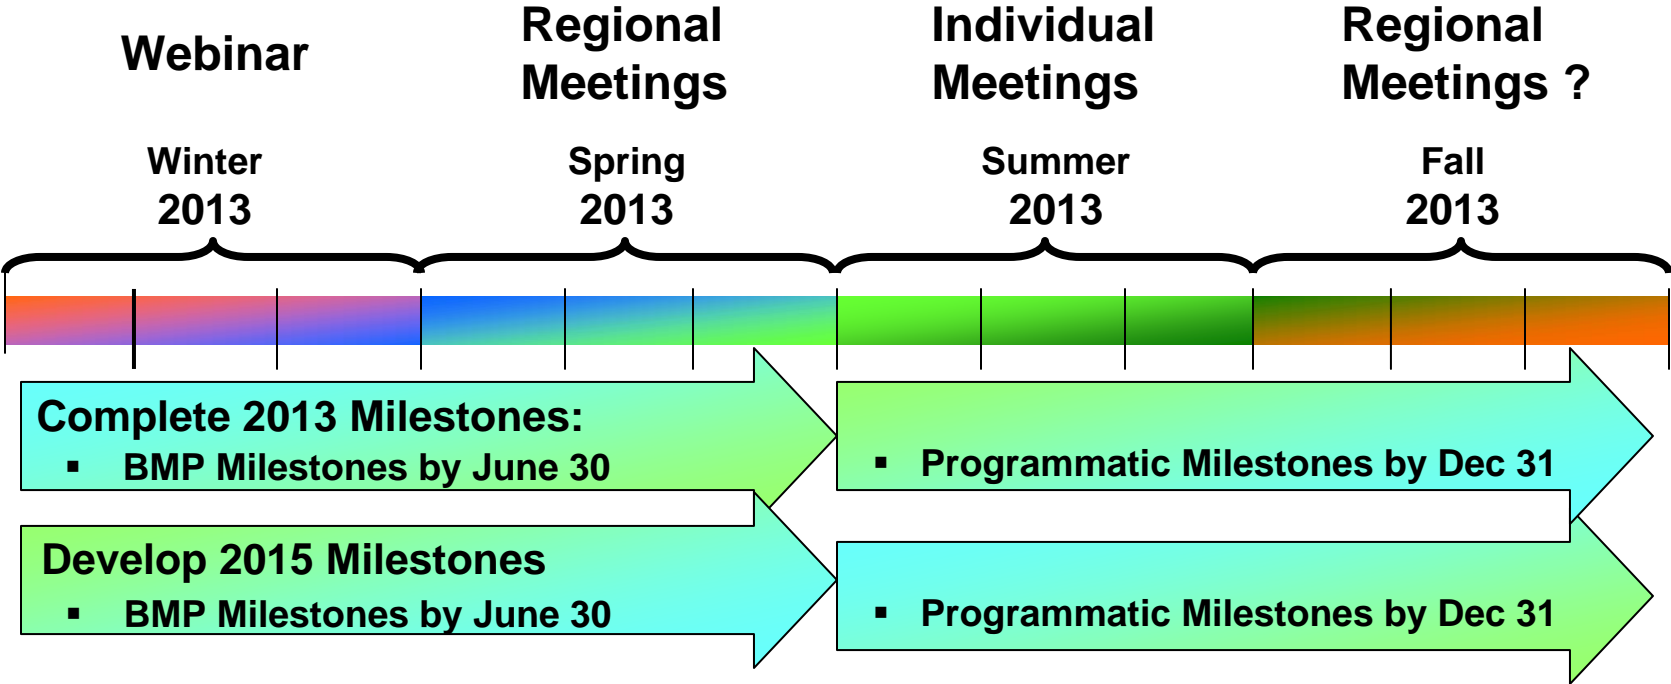 Webinar
Regional
Meetings
Individual
Meetings
Regional
Meetings ?
Winter
2013
Spring
2013
Summer
2013
Fall
2013
Complete 2013 Milestones:
▪ BMP Milestones by June 30
▪ Programmatic Milestones by Dec 31
Develop 2015 Milestones
▪ BMP Milestones by June 30
▪ Programmatic Milestones by Dec 31